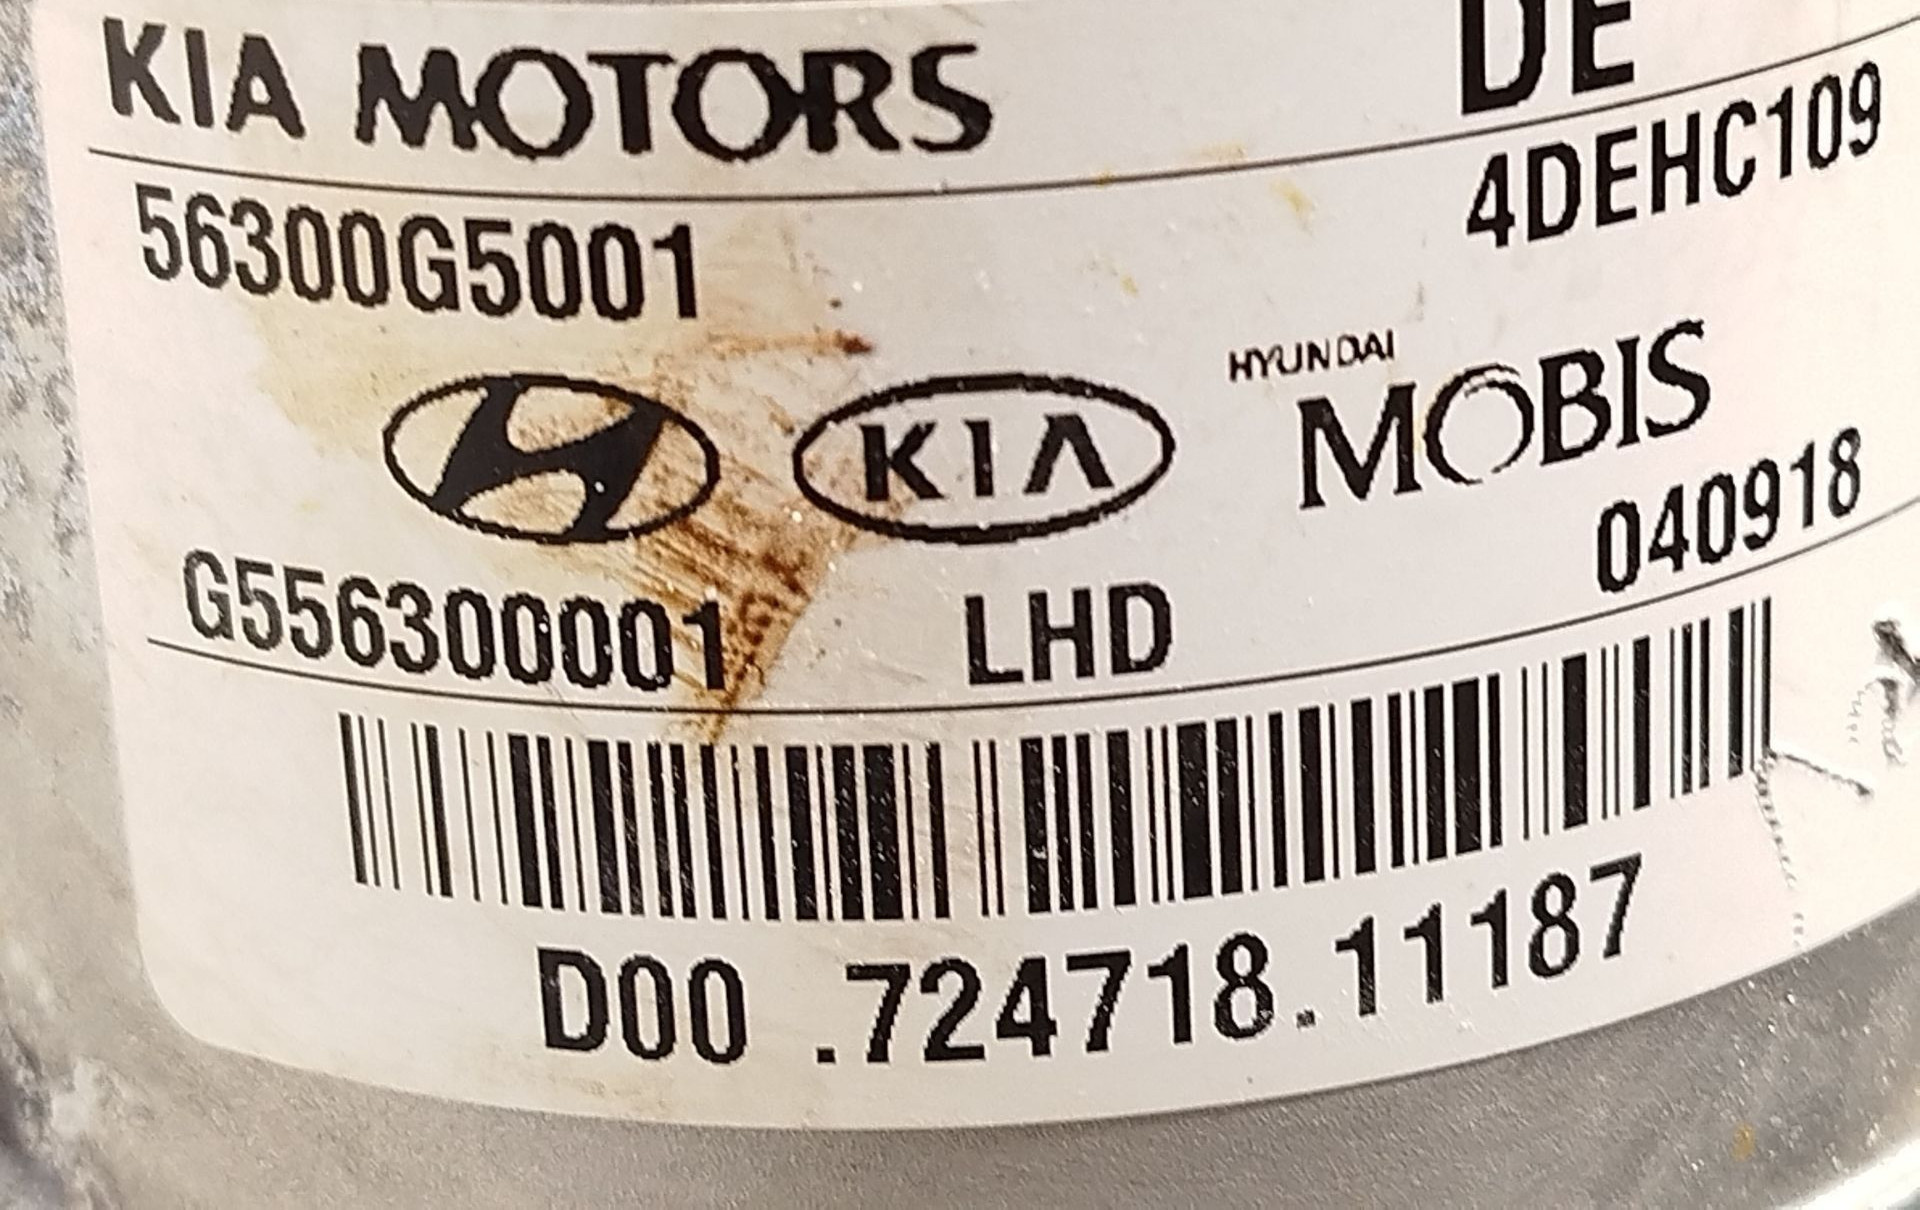 KIA MOTORS DE
56300G5001 4DEHC109
KIA HYUNDAI MOBIS
G556300001 LHD 040918
D00 .724718.11187